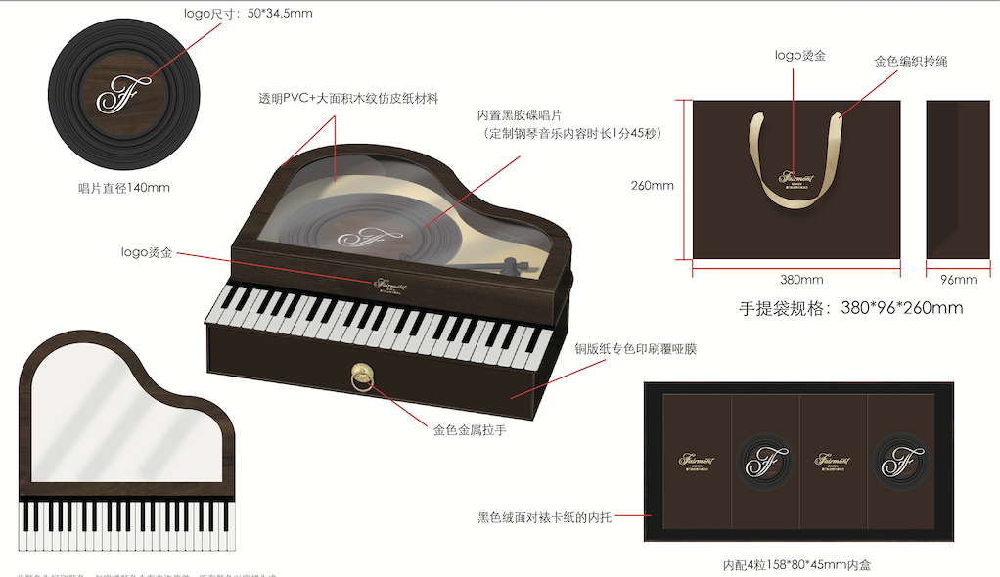 logo尺寸：50*34.5mm
唱片直径140mm
透明PVC+大面积木纹仿皮纸材料
内置黑胶碟唱片
（定制钢琴音乐内容时长1分45秒）
logo烫金
Fairmont
logo烫金
金色编织拎绳
Fairmont
260mm
380mm
96mm
手提袋规格：380*96*260mm
铜版纸专色印刷覆哑膜
金色金属拉手
Fairmont
Fairmont
黑色绒面对裱卡纸的内托
内配4粒158*80*45mm内盒